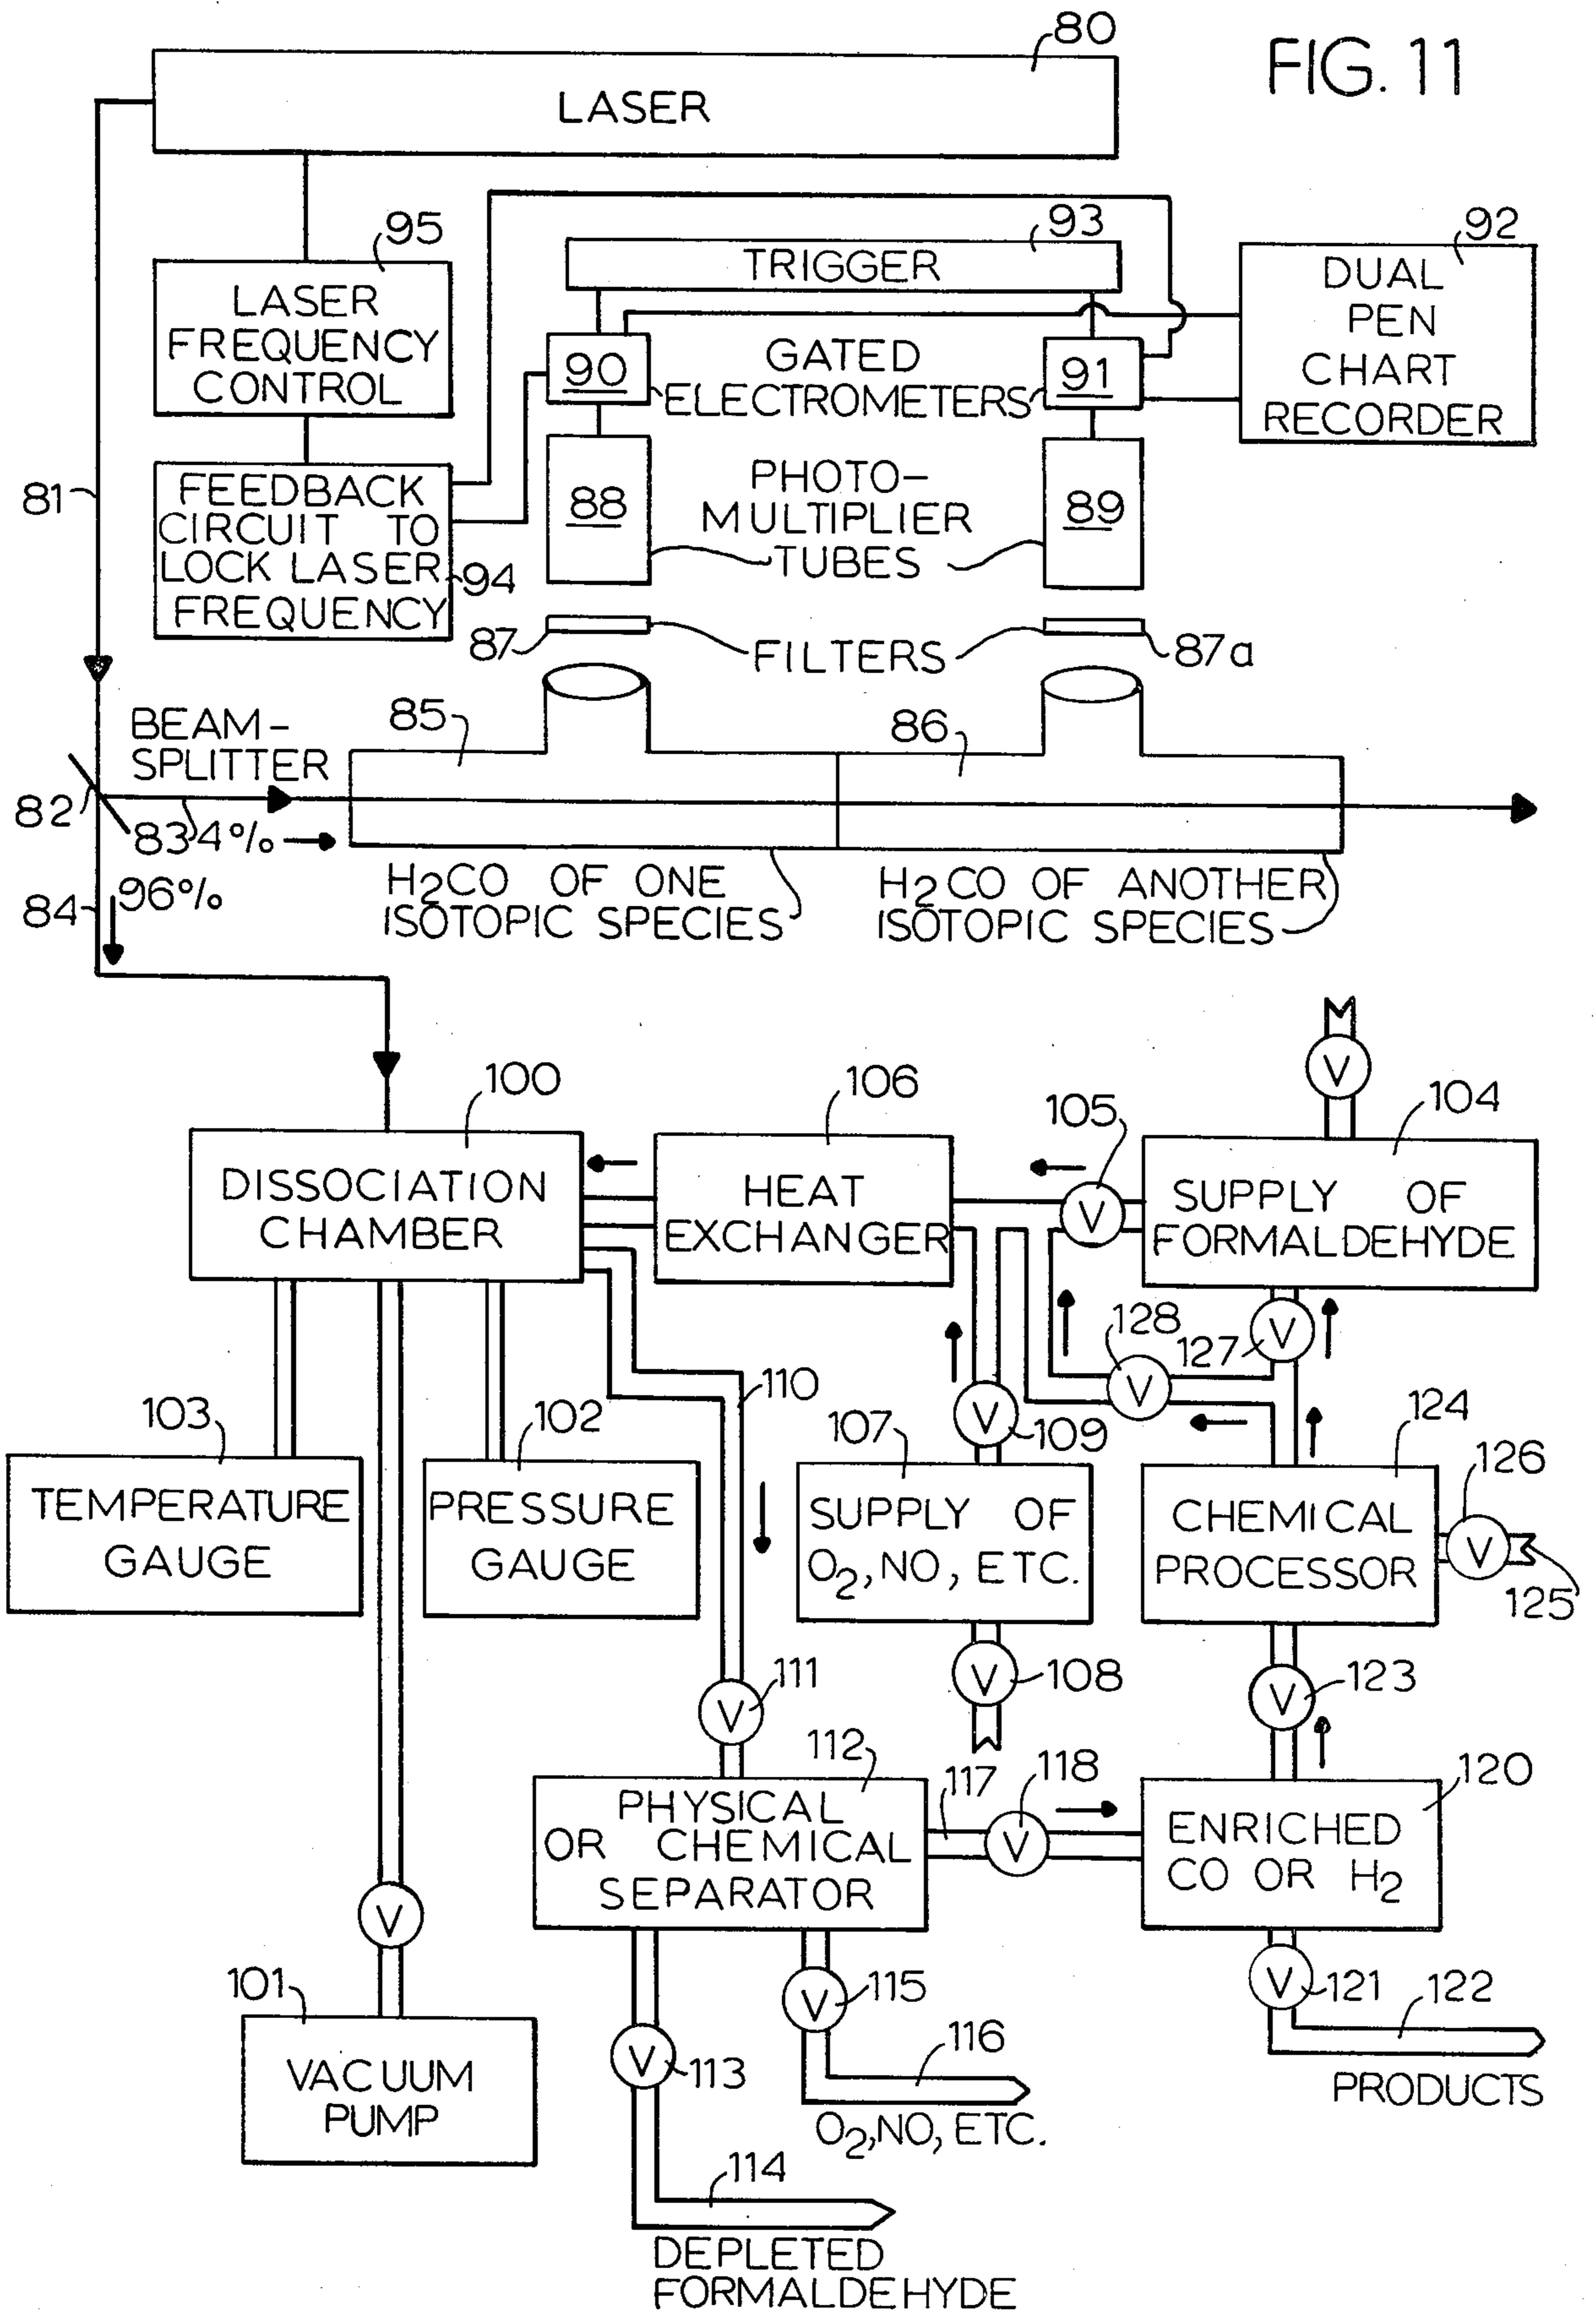 FIG. 11
80
LASER
95
93
92
TRIGGER
LASER
FREQUENCY
CONTROL
DUAL
PEN
CHART
RECORDER
90
GATED
ELECTROMETERS
91
81
FEEDBACK
CIRCUIT TO
LOCK LASER
FREQUENCY
94
88
PHOTO-
MULTIPLIER
TUBES
89
87
FILTERS
87a
BEAM-
SPLITTER
85
86
82
83 4%
84
96%
H2CO OF ONE
ISOTOPIC SPECIES
H2CO OF ANOTHER
ISOTOPIC SPECIES
V
100
106
105
104
DISSOCIATION
CHAMBER
HEAT
EXCHANGER
V
SUPPLY OF
FORMALDEHYDE
128
127
V
V
110
103
102
107
V
109
124
126
TEMPERATURE
GAUGE
PRESSURE
GAUGE
SUPPLY OF
O2, NO, ETC.
CHEMICAL
PROCESSOR
V
125
V
111
V
108
V
123
112
117
118
120
PHYSICAL
OR CHEMICAL
SEPARATOR
V
ENRICHED
CO OR H2
V
101
V
115
V
121
122
VACUUM
PUMP
V
113
116
PRODUCTS
O2, NO, ETC.
114
DEPLETED
FORMALDEHYDE